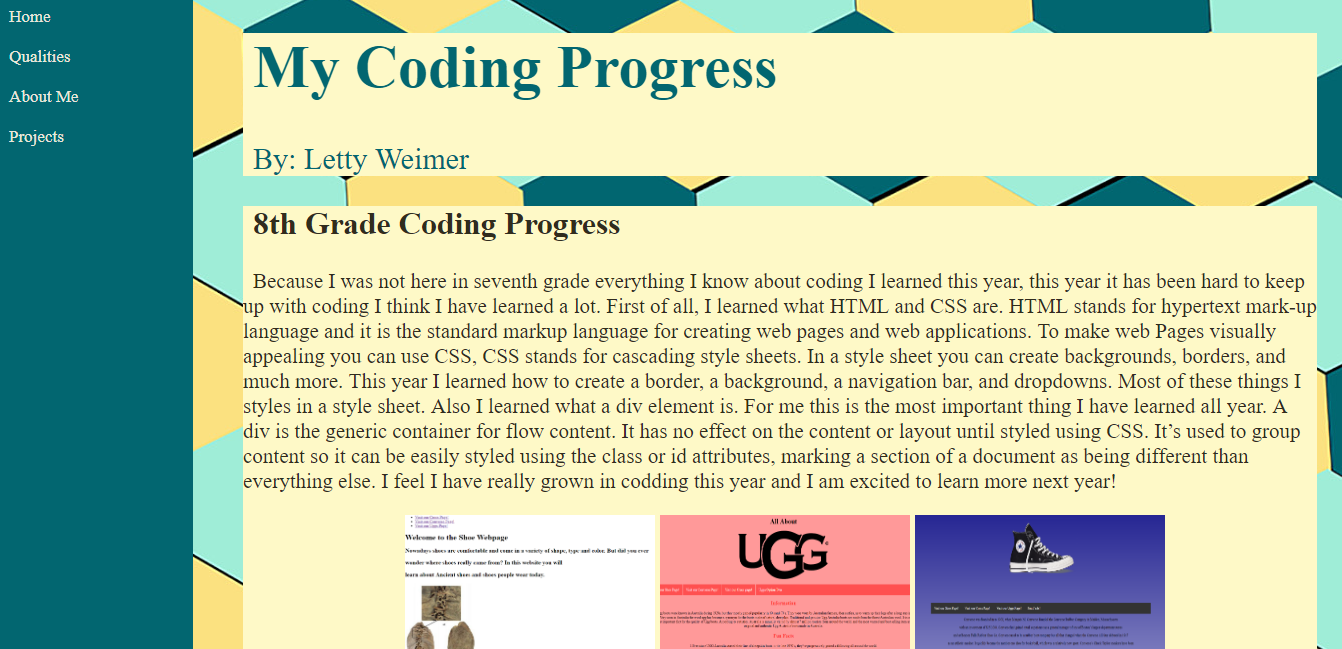 Home
Qualities
About Me
Projects
My Coding Progress
By: Letty Weimer
8th Grade Coding Progress
Because I was not here in seventh grade everything I know about coding I learned this year, this year it has been hard to keep
up with coding I think I have learned a lot. First of all, I learned what HTML and CSS are. HTML stands for hypertext mark-up
language and it is the standard markup language for creating web pages and web applications. To make web Pages visually
appealing you can use CSS, CSS stands for cascading style sheets. In a style sheet you can create backgrounds, borders, and
much more. This year I learned how to create a border, a background, a navigation bar, and dropdowns. Most of these things I
styles in a style sheet. Also I learned what a div element is. For me this is the most important thing I have learned all year. A
div is the generic container for flow content. It has no effect on the content or layout until styled using CSS. It’s used to group
content so it can be easily styled using the class or id attributes, marking a section of a document as being different than
everything else. I feel I have really grown in codding this year and I am excited to learn more next year!
Welcome to the Shoe Webpage
Nowadays shoes are comfortable and come in a variety of shape, type and color. But did you ever
wonder where shoes really came from? In this website you will
learn about Ancient shoes and shoes people wear today.
All About
UGG
Information
Fun Facts